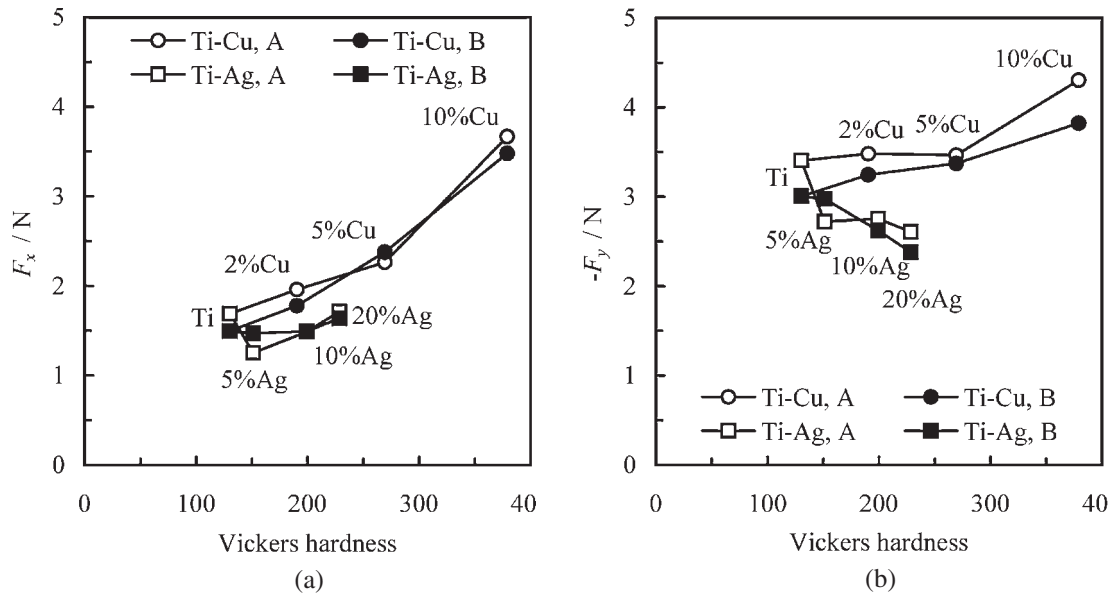 5
Ti-Cu, A
Ti-Cu, B
Ti-Ag, A
Ti-Ag, B
4
10%Cu
3
5%Cu
2%Cu
2
Ti
20%Ag
10%Ag
5%Ag
1
0
0
100
200
300
40
Fx / N
Vickers hardness
(a)
5
10%Cu
4
2%Cu
5%Cu
3
Ti
5%Ag
10%Ag
20%Ag
2
1
Ti-Cu, A
Ti-Cu, B
Ti-Ag, A
Ti-Ag, B
0
0
100
200
300
40
-Fy / N
Vickers hardness
(b)